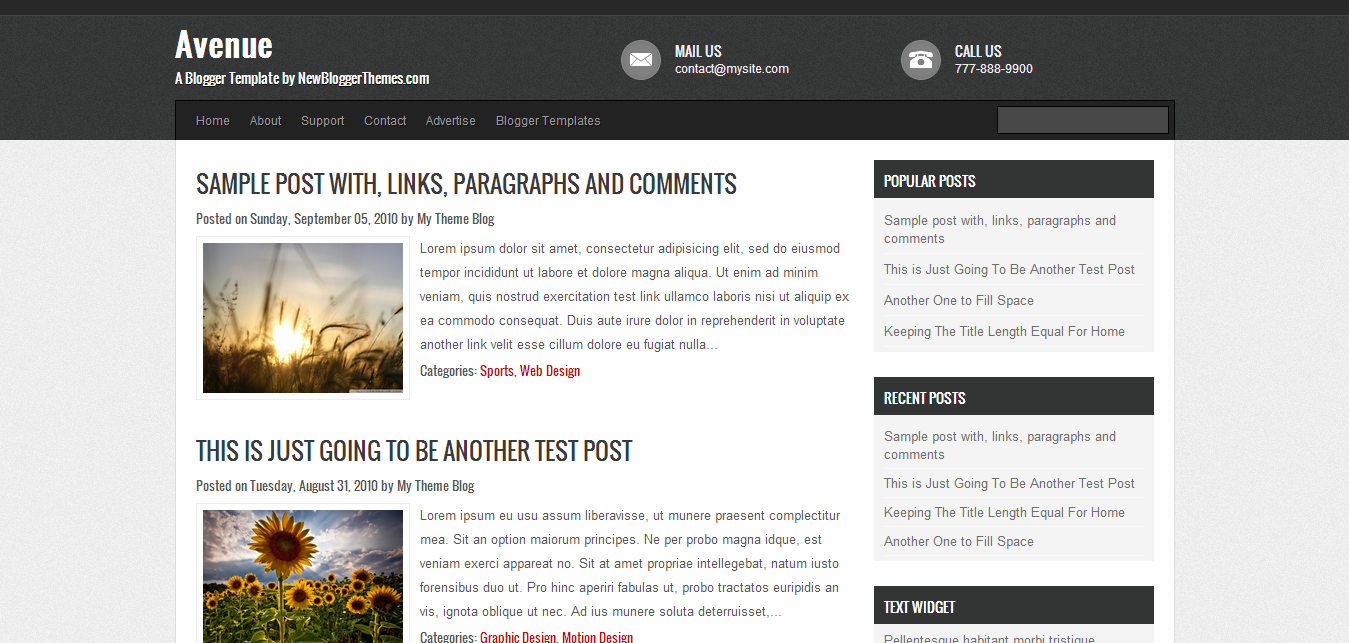 Avenue
A Blogger Template by NewBloggerThemes.com
MAIL US
contact@mysite.com
CALL US
777-888-9900
Home About Support Contact Advertise Blogger Templates
SAMPLE POST WITH, LINKS, PARAGRAPHS AND COMMENTS
Posted on Sunday, September 05, 2010 by My Theme Blog
Lorem ipsum dolor sit amet, consectetur adipisicing elit, sed do eiusmod
tempor incididunt ut labore et dolore magna aliqua. Ut enim ad minim
veniam, quis nostrud exercitation test link ullamco laboris nisi ut aliquip ex
ea commodo consequat. Duis aute irure dolor in reprehenderit in voluptate
another link velit esse cillum dolore eu fugiat nulla...
Categories: Sports, Web Design
THIS IS JUST GOING TO BE ANOTHER TEST POST
Posted on Tuesday, August 31, 2010 by My Theme Blog
Lorem ipsum eu usu assum liberavisse, ut munere praesent complectitur
mea. Sit an option maiorum principes. Ne per probo magna idque, est
veniam exerci appareat no. Sit at amet propriae intellegebat, natum iusto
forensibus duo ut. Pro hinc aperiri fabulas ut, probo tractatos euripidis an
vis, ignota oblique ut nec. Ad ius munere soluta deterruisset,...
Categories: Graphic Design, Motion Design
POPULAR POSTS
Sample post with, links, paragraphs and
comments
This is Just Going To Be Another Test Post
Another One to Fill Space
Keeping The Title Length Equal For Home
RECENT POSTS
Sample post with, links, paragraphs and
comments
This is Just Going To Be Another Test Post
Keeping The Title Length Equal For Home
Another One to Fill Space
TEXT WIDGET
Pellentesque habitant morbi tristique